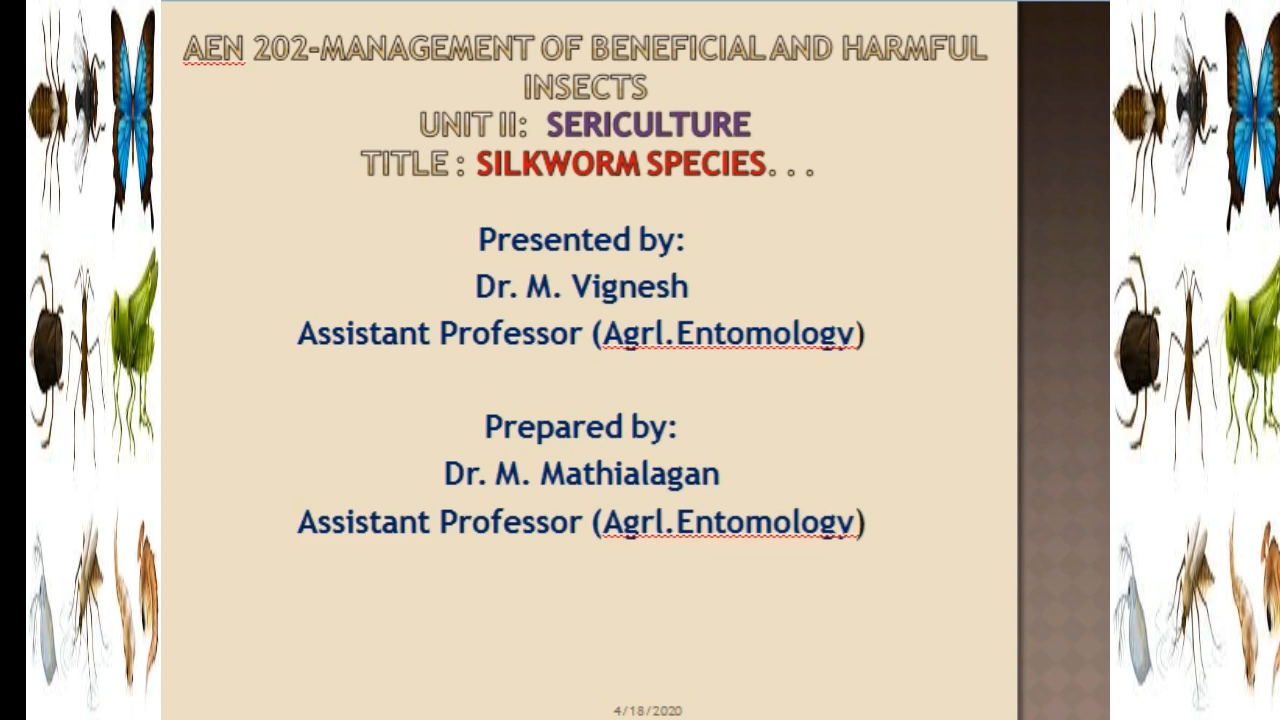 AEN 202-MANAGEMENT OF BENEFICIAL AND HARMFUL
INSECTS
UNIT II: SERICULTURE
TITLE : SILKWORM SPECIES. . .
Presented by:
Dr. M. Vignesh
Assistant Professor (Agrl.Entomology)
Prepared by:
Dr. M. Mathialagan
Assistant Professor (Agrl.Entomology)
4/18/2020